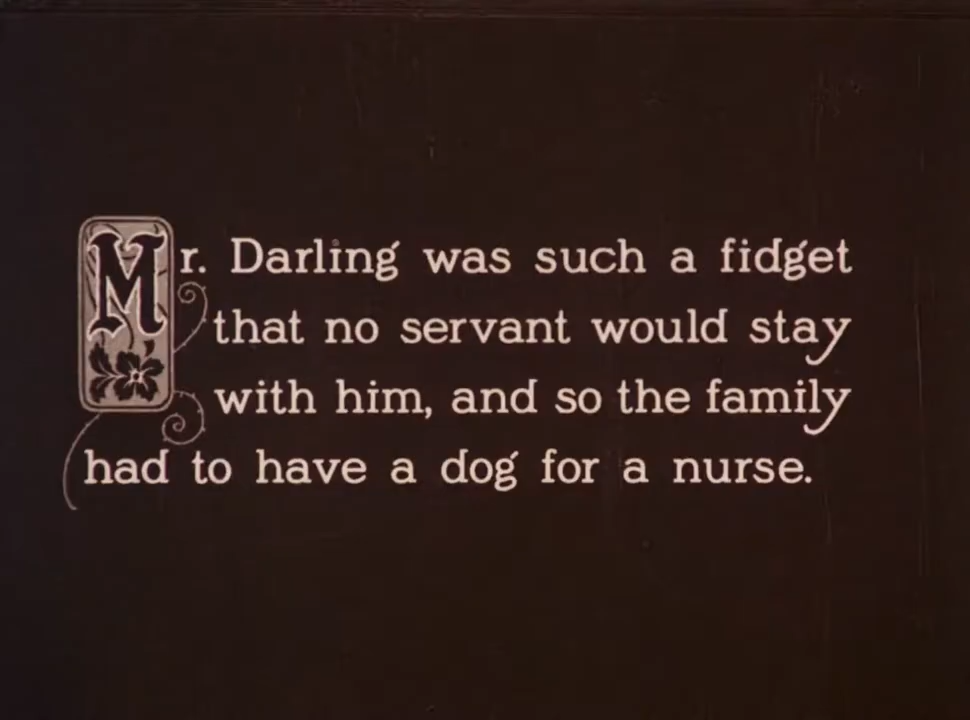 Mr. Darling was such a fidget
that no servant would stay
with him, and so the family
had to have a dog for a nurse.